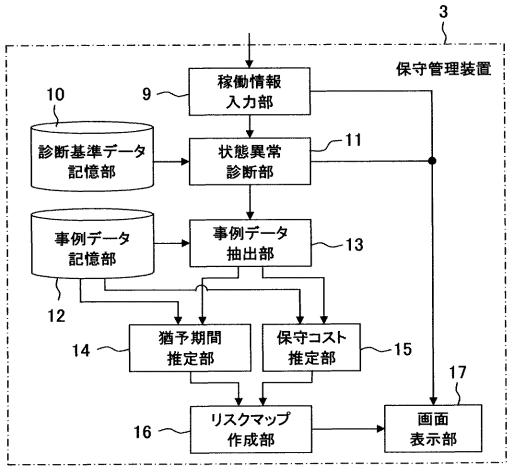 3
保守管理装置
稼働情報
入力部
9
10
診断基準データ
記憶部
状態異常
診断部
11
事例データ
記憶部
12
事例データ
抽出部
13
猶予期間
推定部
14
保守コスト
推定部
15
リスクマップ
作成部
16
画面
表示部
17